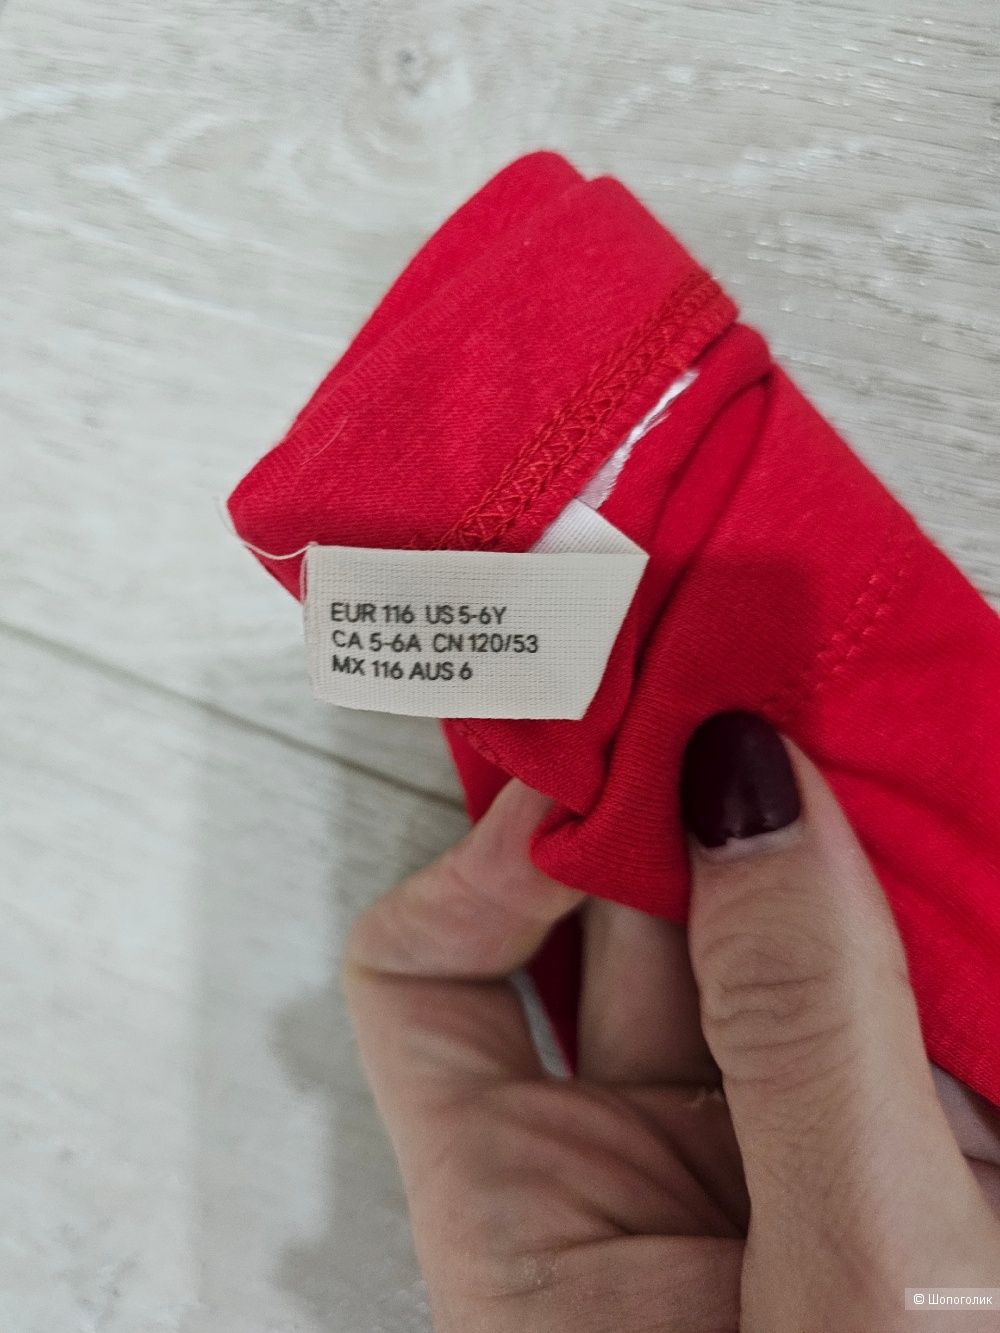 EUR 116 US 5-6Y
CA 5-6A CN 120/53
MX 116 AUS 6
© Шопоголик